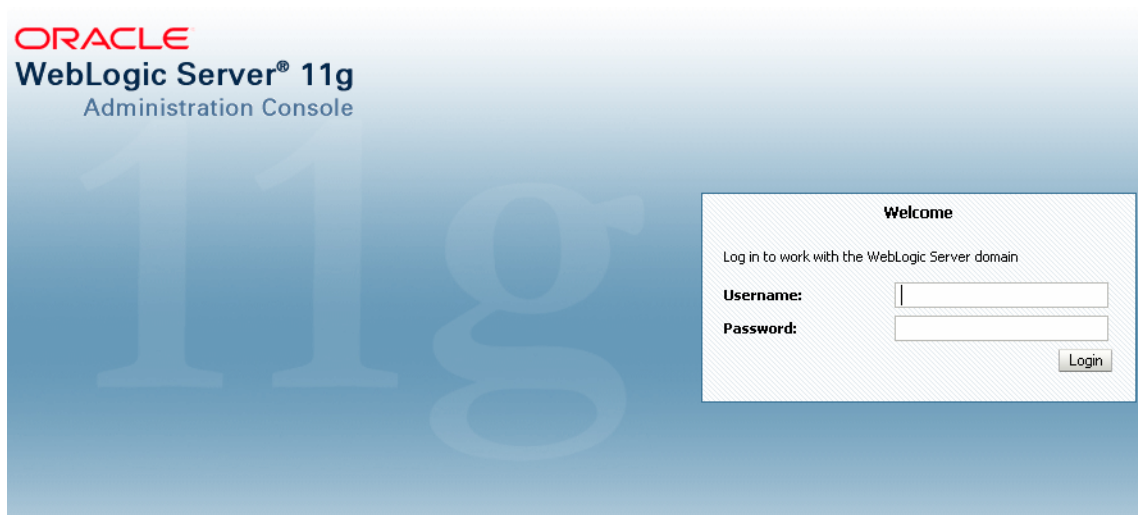 ORACLE
WebLogic Server® 11g
Administration Console
11g
Welcome
Log in to work with the WebLogic Server domain
Username:
Password:
Login